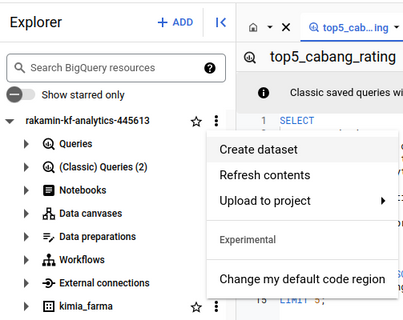 Explorer
+ ADD
top5_cab...ing
Search BigQuery resources
top5_cabang_rating
Show starred only
Classic saved queries wi
rakamin-kf-analytics-445613
1 SELECT
Queries
(Classic) Queries (2)
Notebooks
Data canvases
Data preparations
Workflows
External connections
kimia_farma
Create dataset
Refresh contents
Upload to project
Experimental
Change my default code region
15 LIMIT 5;